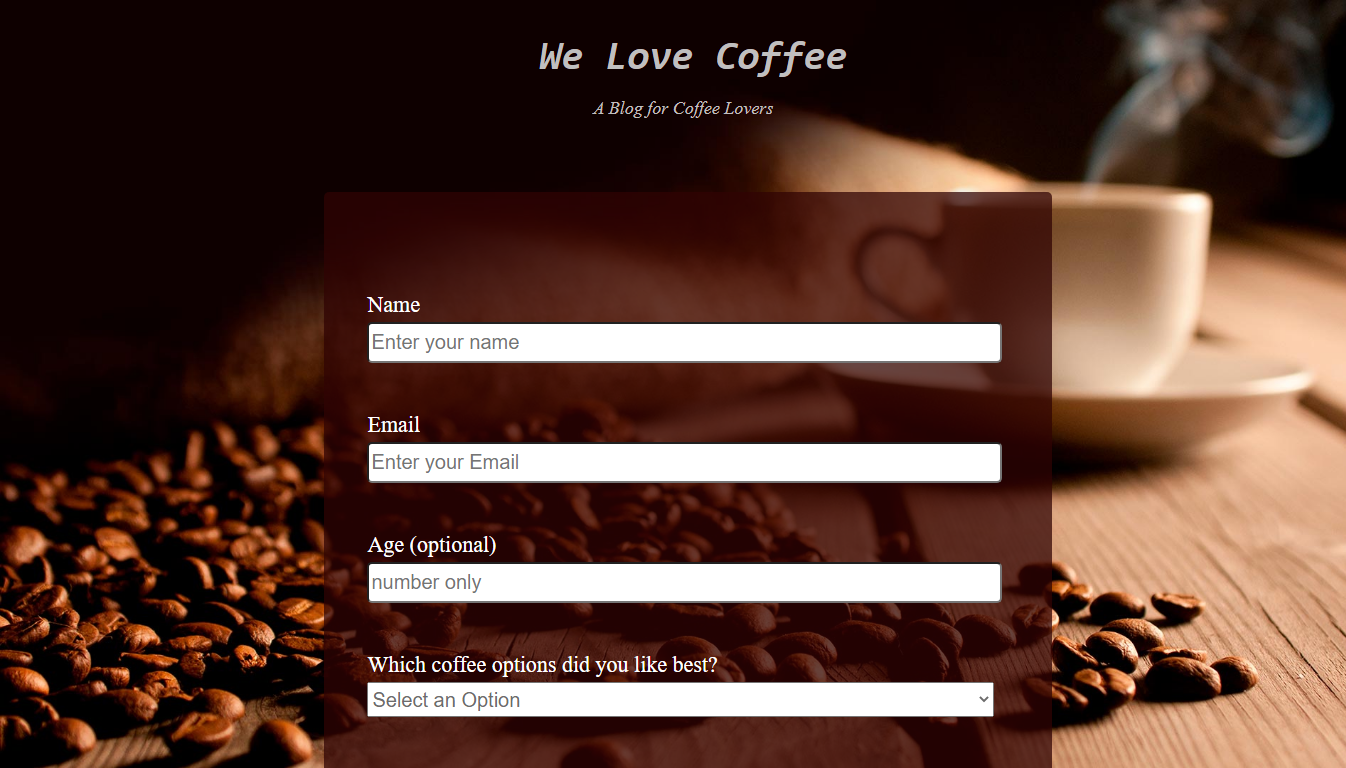 We Love Coffee
A Blog for Coffee Lovers
Name
Enter your name
Email
Enter your Email
Age (optional)
number only
Which coffee options did you like best?
Select an Option